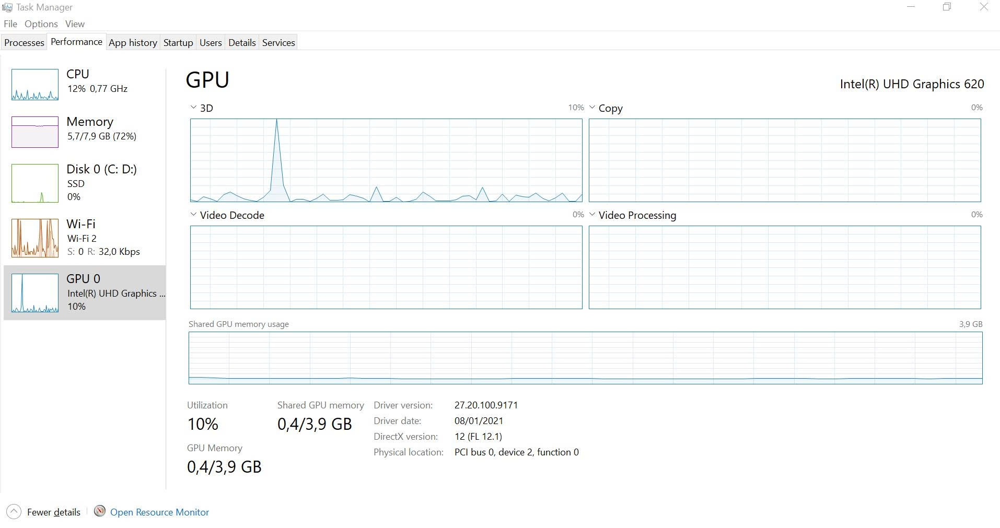 Task Manager
File Options View
Processes Performance App history Startup Users Details Services
CPU
12% 0,77 GHz
Memory
5,7/7,9 GB (72%)
Disk 0 (C: D:)
SSD
0%
Wi-Fi
Wi-Fi 2
S: 0 R: 32,0 Kbps
GPU 0
Intel(R) UHD Graphics ...
10%
GPU
Intel(R) UHD Graphics 620
3D 10%
Copy 0%
Video Decode 0%
Video Processing 0%
Shared GPU memory usage 3,9 GB
Utilization
10%
Shared GPU memory
0,4/3,9 GB
GPU Memory
0,4/3,9 GB
Driver version: 27.20.100.9171
Driver date: 08/01/2021
DirectX version: 12 (FL 12.1)
Physical location: PCI bus 0, device 2, function 0
Fewer details
Open Resource Monitor